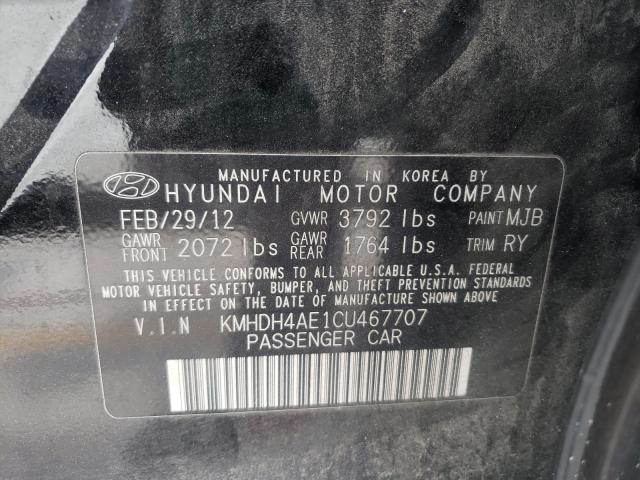 MANUFACTURED IN KOREA BY
HYUNDAI MOTOR COMPANY
FEB/29/12 GVWR 3792 lbs PAINT MJB
GAWR FRONT 2072 lbs GAWR REAR 1764 lbs TRIM RY
THIS VEHICLE CONFORMS TO ALL APPLICABLE U.S.A. FEDERAL
MOTOR VEHICLE SAFETY, BUMPER, AND THEFT PREVENTION STANDARDS
IN EFFECT ON THE DATE OF MANUFACTURE SHOWN ABOVE
V.I.N KMHDH4AE1CU467707
PASSENGER CAR